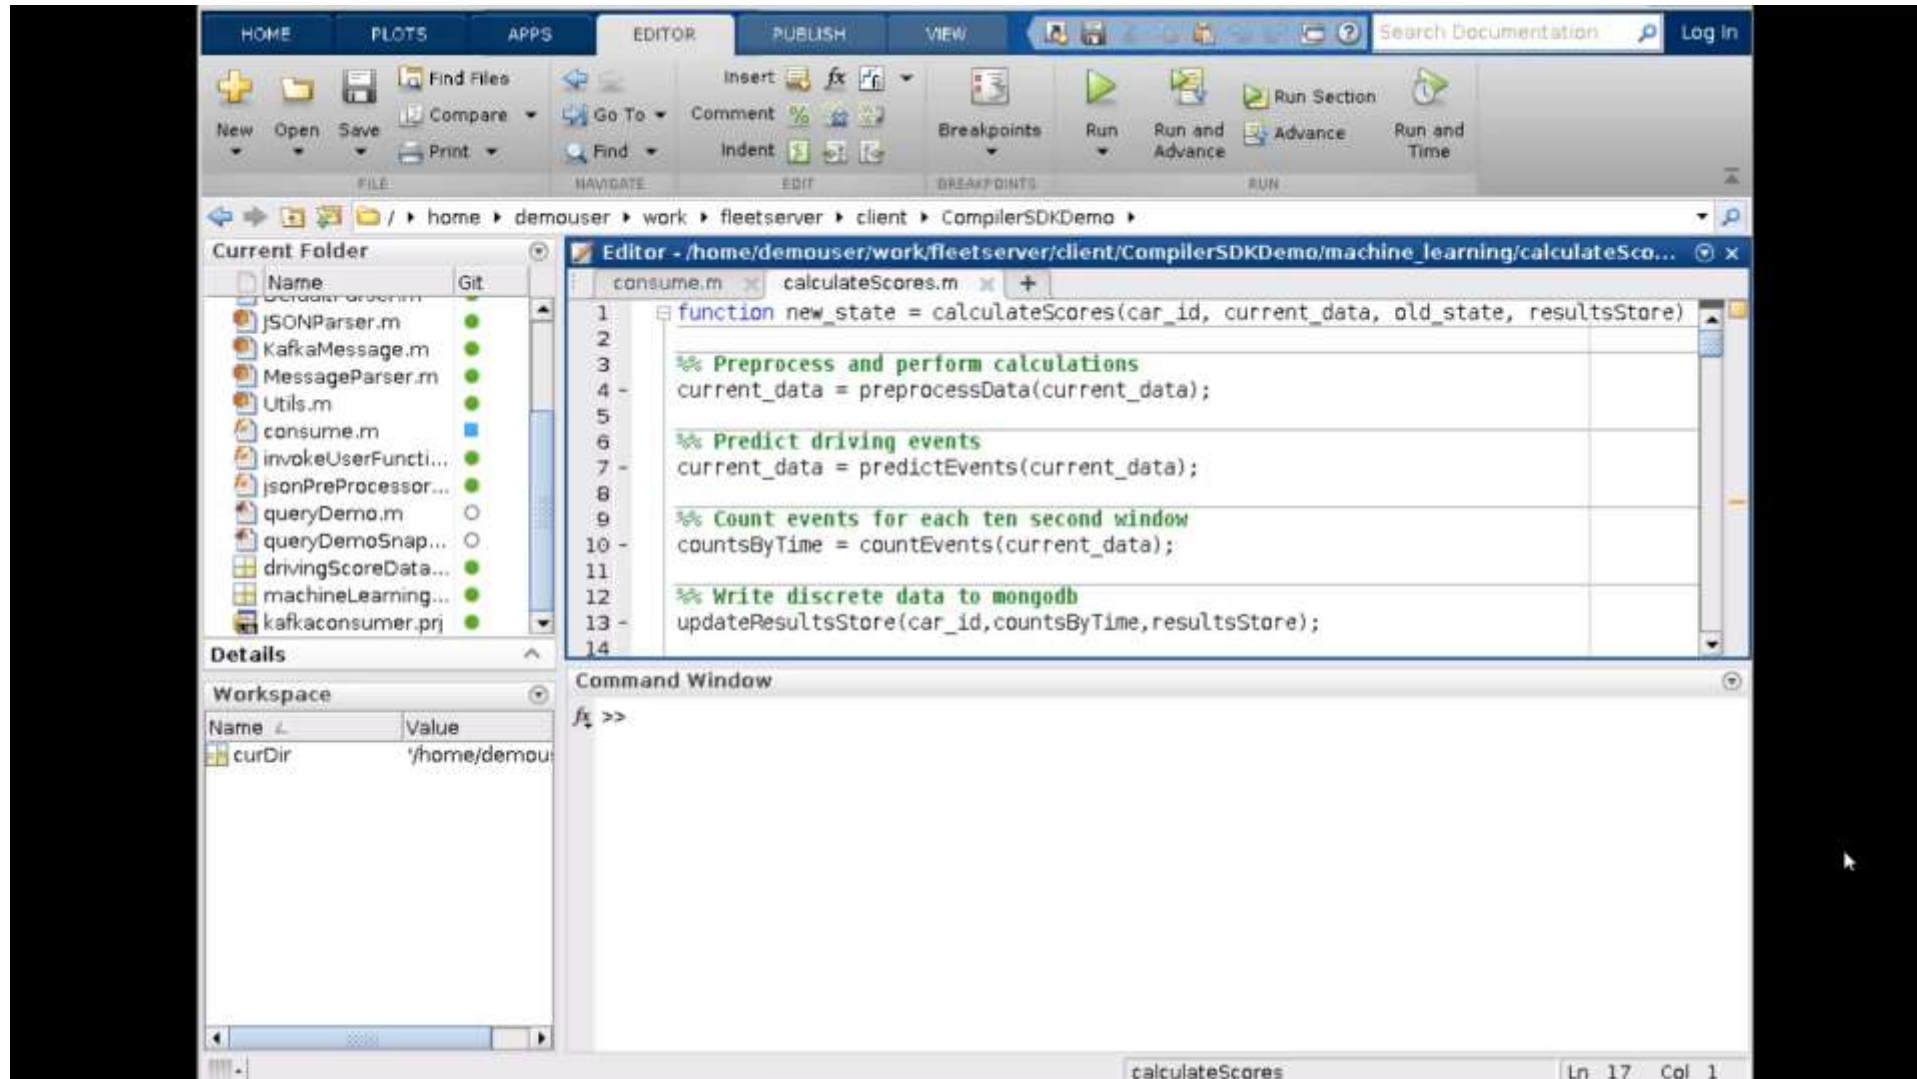 HOME PLOTS APPS EDITOR PUBLISH VIEW Search Documentation Log In
Find Files Insert fx
New Open Save Compare Go To Comment Breakpoints Run Run and Advance Run Section Advance Run and Time
Print Find Indent
FILE NAVIGATE EDIT BREAKPOINTS RUN
/ home demouser work fleetserver client CompilerSDKDemo
Current Folder
Name Git
JSONParser.m
KafkaMessage.m
MessageParser.m
Utils.m
consume.m
invokeUserFuncti...
jsonPreProcessor...
queryDemo.m
queryDemoSnap...
drivingScoreData...
machineLearning...
kafkaconsumer.prj
Details
Workspace
Name Value
curDir '/home/demou
Editor - /home/demouser/work/fleetserver/client/CompilerSDKDemo/machine_learning/calculateSco...
consume.m calculateScores.m +
1 function new_state = calculateScores(car_id, current_data, old_state, resultsStore)
2
3 %% Preprocess and perform calculations
4 - current_data = preprocessData(current_data);
5
6 %% Predict driving events
7 - current_data = predictEvents(current_data);
8
9 %% Count events for each ten second window
10 - countsByTime = countEvents(current_data);
11
12 %% Write discrete data to mongodb
13 - updateResultsStore(car_id,countsByTime,resultsStore);
14
Command Window
fx >>
calculateScores Ln 17 Col 1